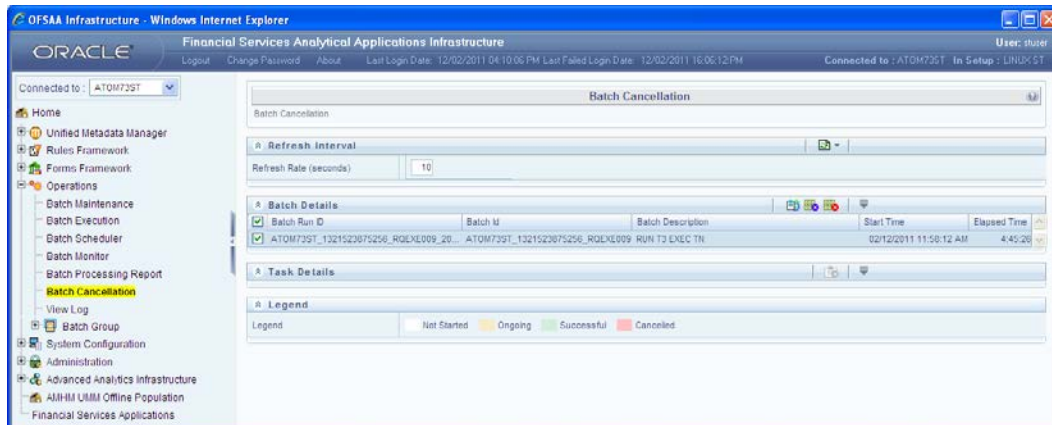 OFSAA Infrastructure - Windows Internet Explorer
ORACLE
Financial Services Analytical Applications Infrastructure
User: stuser
Logout Change Password About Last Login Date: 12/02/2011 04:10:06 PM Last Failed Login Date: 12/02/2011 16:06:12 PM
Connected to : ATOM73ST In Setup : LINUX ST
Connected to : ATOM73ST
Home
Unified Metadata Manager
Rules Framework
Forms Framework
Operations
Batch Maintenance
Batch Execution
Batch Scheduler
Batch Monitor
Batch Processing Report
Batch Cancellation
View Log
Batch Group
System Configuration
Administration
Advanced Analytics Infrastructure
AMHM UMM Offline Population
Financial Services Applications
Batch Cancellation
Batch Cancellation
Refresh Interval
Refresh Rate (seconds) 10
Batch Details
Batch Run ID Batch Id Batch Description Start Time Elapsed Time
ATOM73ST_1321523875256_RQEXE009_20... ATOM73ST_1321523875256_RQEXE009 RUN T3 EXEC TN 02/12/2011 11:50:12 AM 4:45:26
Task Details
Legend
Legend Not Started Ongoing Successful Cancelled